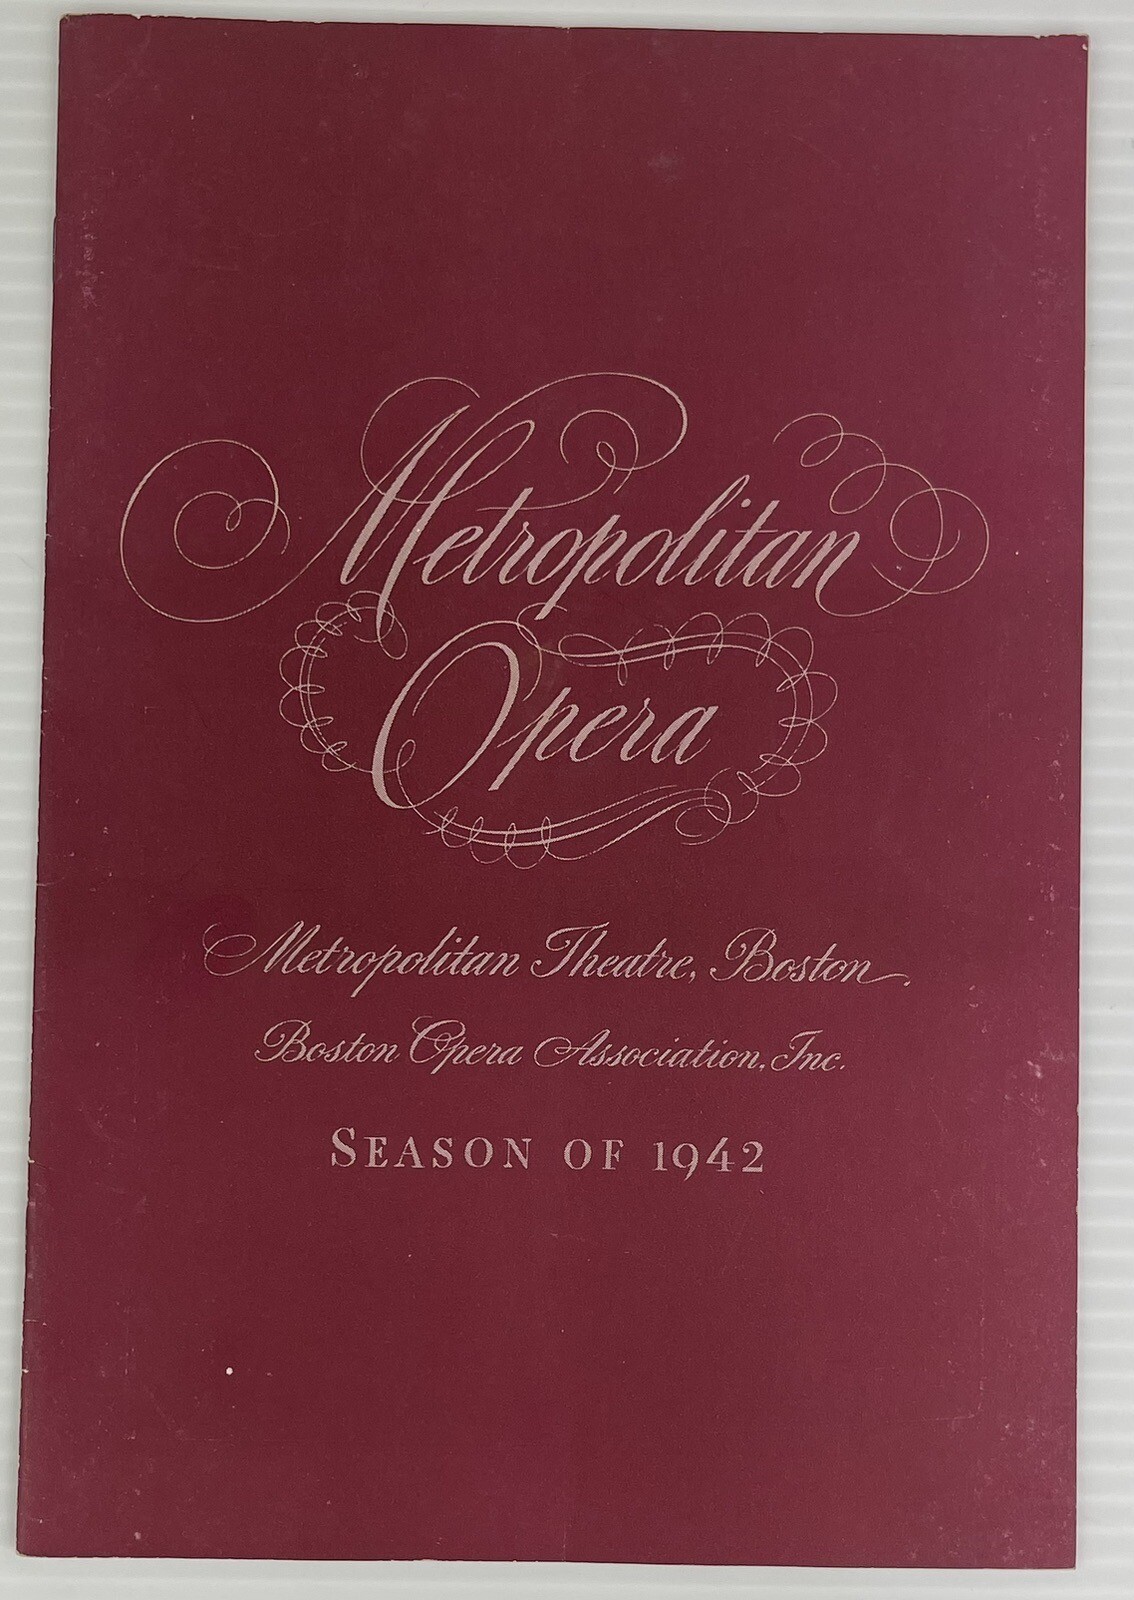 Metropolitan
Opera
Metropolitan Theatre, Boston.
Boston Opera Association, Inc.
SEASON OF 1942